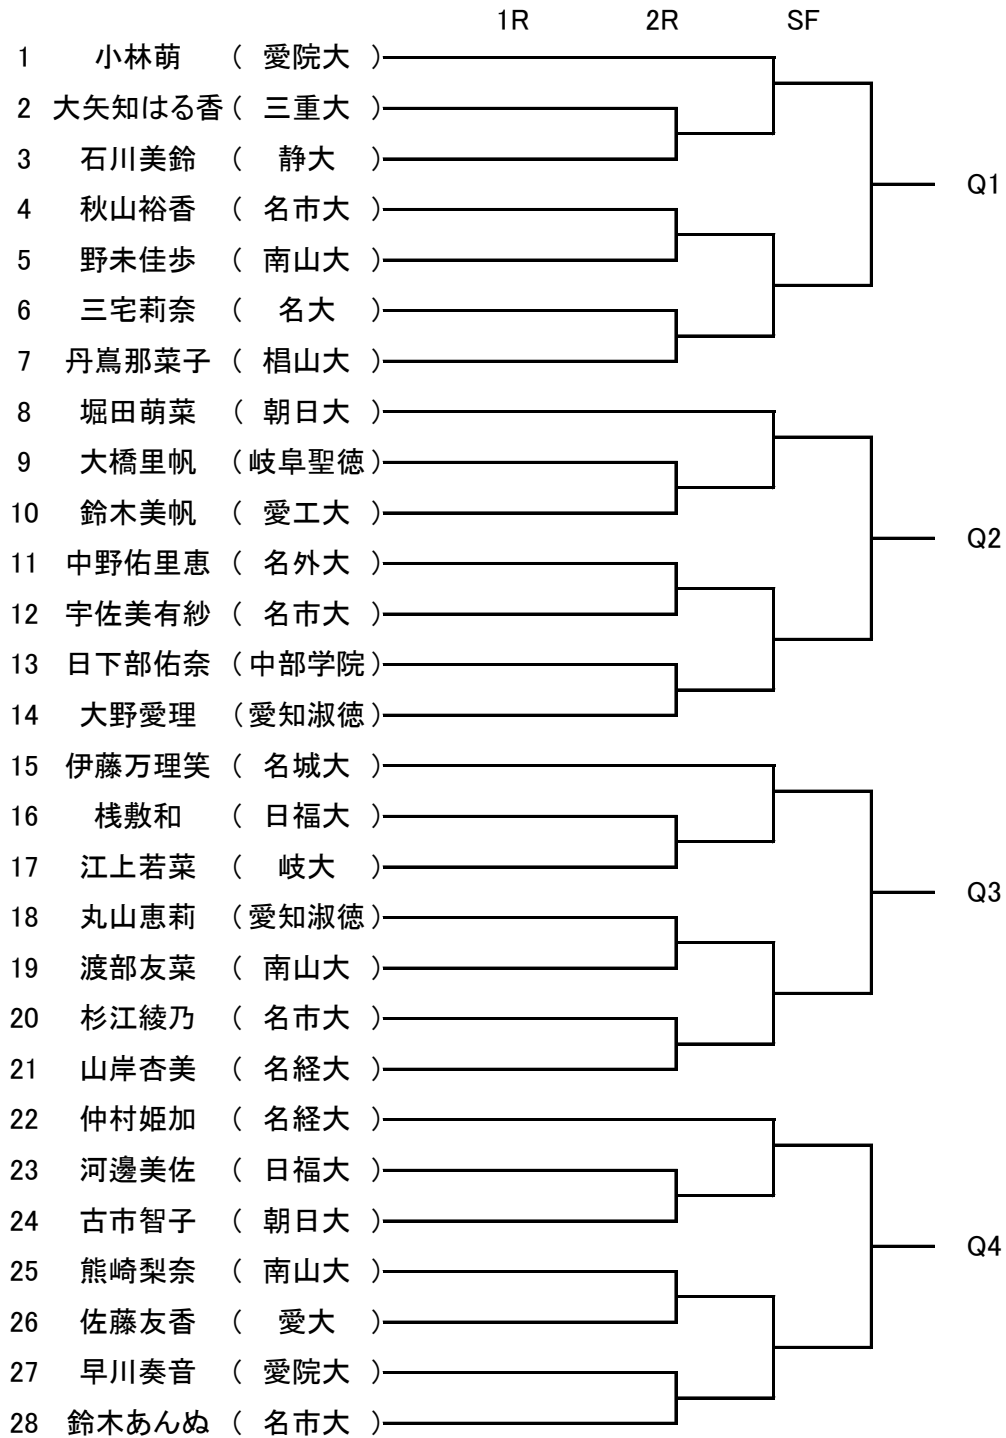 1R 2R SF
1 小林萌 ( 愛院大 )
2 大矢知はる香 ( 三重大 )
3 石川美鈴 ( 静大 )
Q1
4 秋山裕香 ( 名市大 )
5 野末佳歩 ( 南山大 )
6 三宅莉奈 ( 名大 )
7 丹嶌那菜子 ( 椙山大 )
8 堀田萌菜 ( 朝日大 )
9 大橋里帆 ( 岐阜聖徳 )
10 鈴木美帆 ( 愛工大 )
Q2
11 中野佑里恵 ( 名外大 )
12 宇佐美有紗 ( 名市大 )
13 日下部佑奈 ( 中部学院 )
14 大野愛理 ( 愛知淑徳 )
15 伊藤万理笑 ( 名城大 )
16 桟敷和 ( 日福大 )
17 江上若菜 ( 岐大 )
Q3
18 丸山恵莉 ( 愛知淑徳 )
19 渡部友菜 ( 南山大 )
20 杉江綾乃 ( 名市大 )
21 山岸杏美 ( 名経大 )
22 仲村姫加 ( 名経大 )
23 河邊美佐 ( 日福大 )
24 古市智子 ( 朝日大 )
Q4
25 熊崎梨奈 ( 南山大 )
26 佐藤友香 ( 愛大 )
27 早川奏音 ( 愛院大 )
28 鈴木あんぬ ( 名市大 )